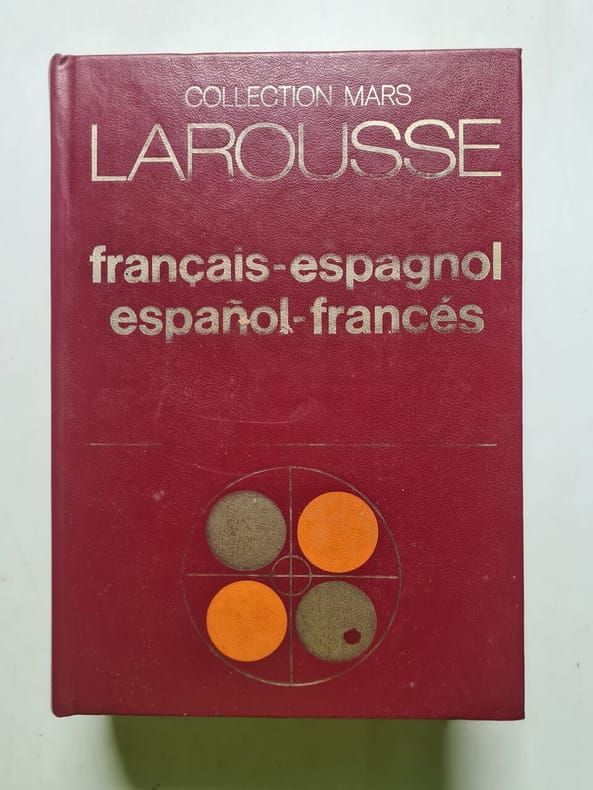 COLLECTION MARS
LAROUSSE
français-espagnol
español-francés